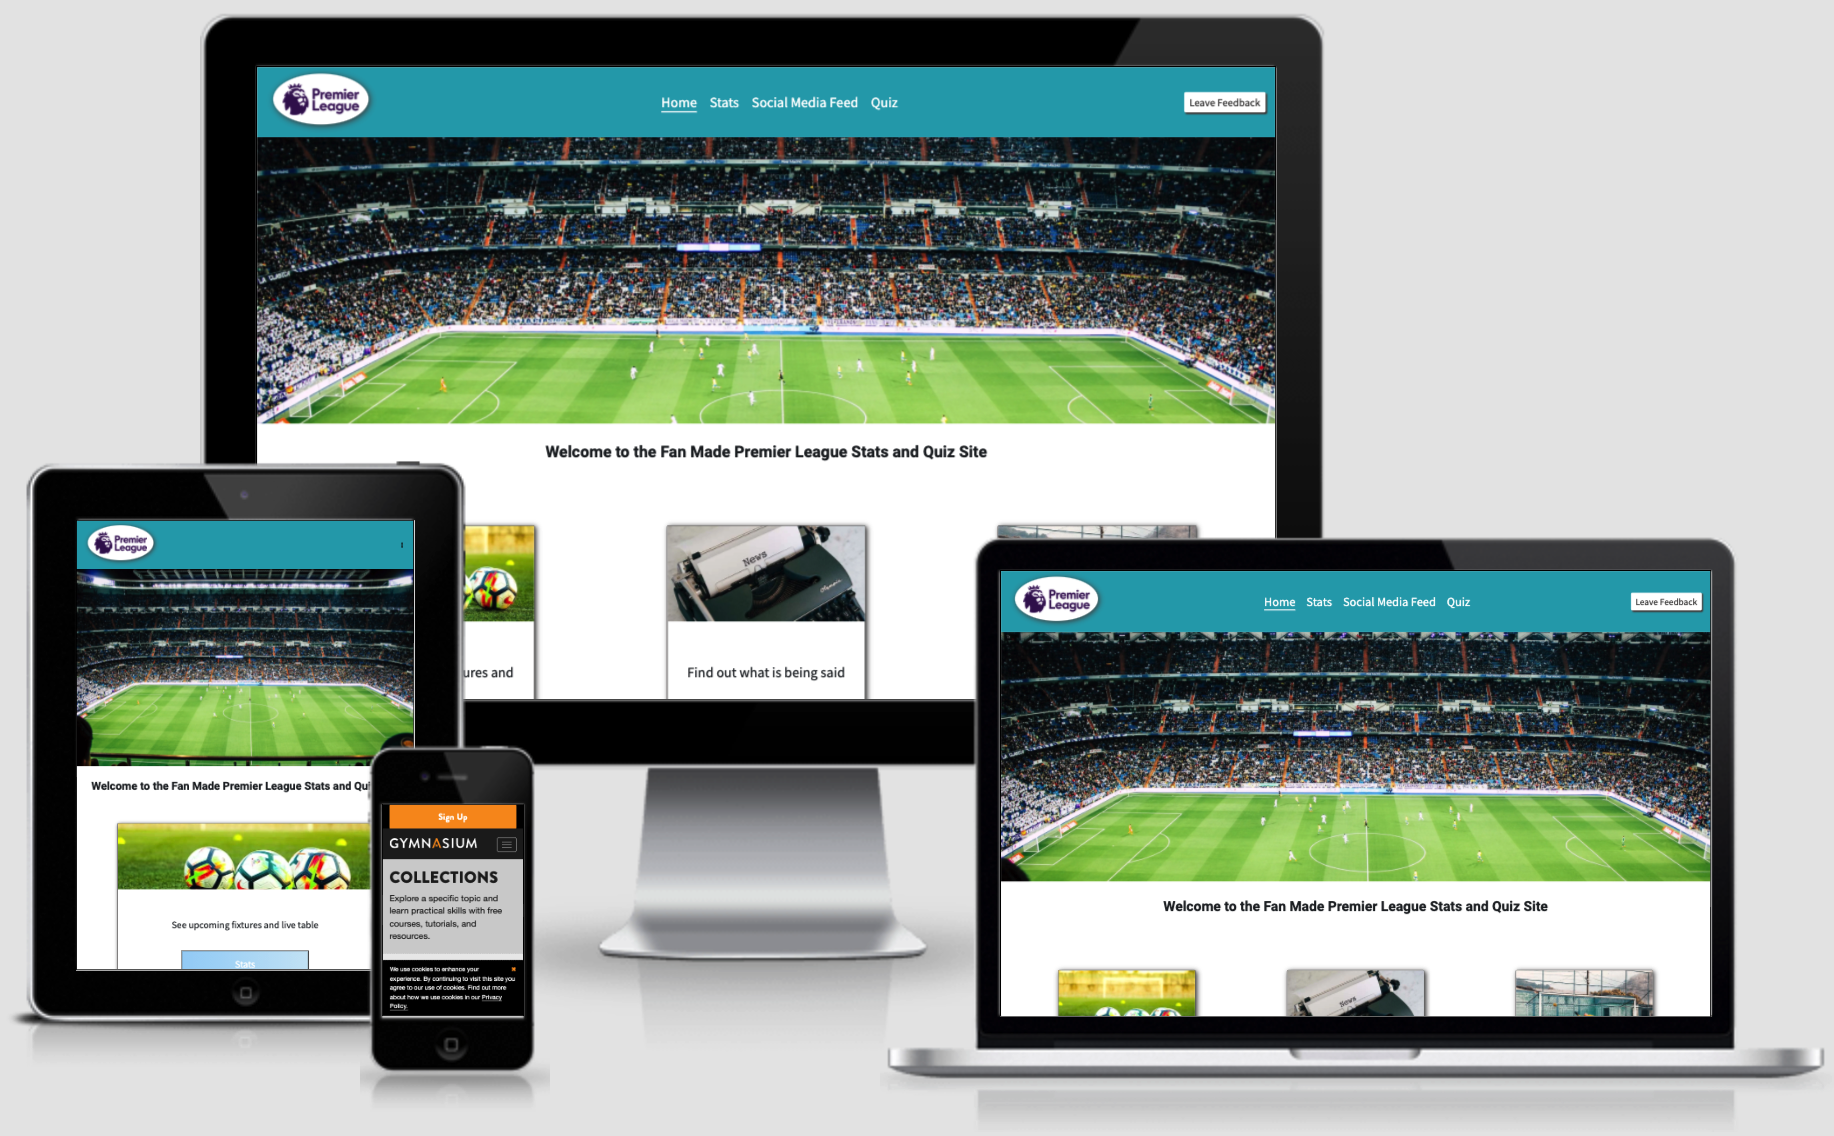 Premier
League
Home Stats Social Media Feed Quiz
Leave Feedback
Welcome to the Fan Made Premier League Stats and Quiz Site
News
ures and
Find out what is being said
Premier
League
Welcome to the Fan Made Premier League Stats and Qui
See upcoming fixtures and live table
Stats
Sign Up
GYMNASIUM
COLLECTIONS
Explore a specific topic and
learn practical skills with free
courses, tutorials, and
resources.
We use cookies to enhance your
experience. By continuing to visit this site you
agree to our use of cookies. Find out more
about how we use cookies in our Privacy
Policy.
Premier
League
Home Stats Social Media Feed Quiz
Leave Feedback
Welcome to the Fan Made Premier League Stats and Quiz Site
News